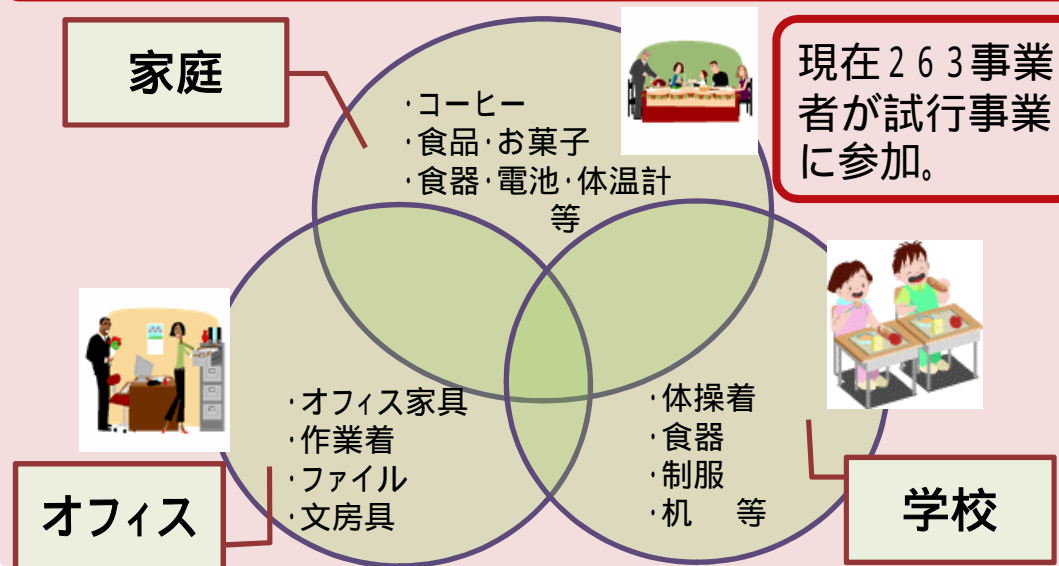 家庭
·コーヒー
·食品·お菓子
·食器·電池·体温計
等
現在２６３事業
者が試行事業
に参加。
·オフィス家具
·作業着
·ファイル
·文房具
オフィス
·体操着
·食器
·制服
·机　等
学校